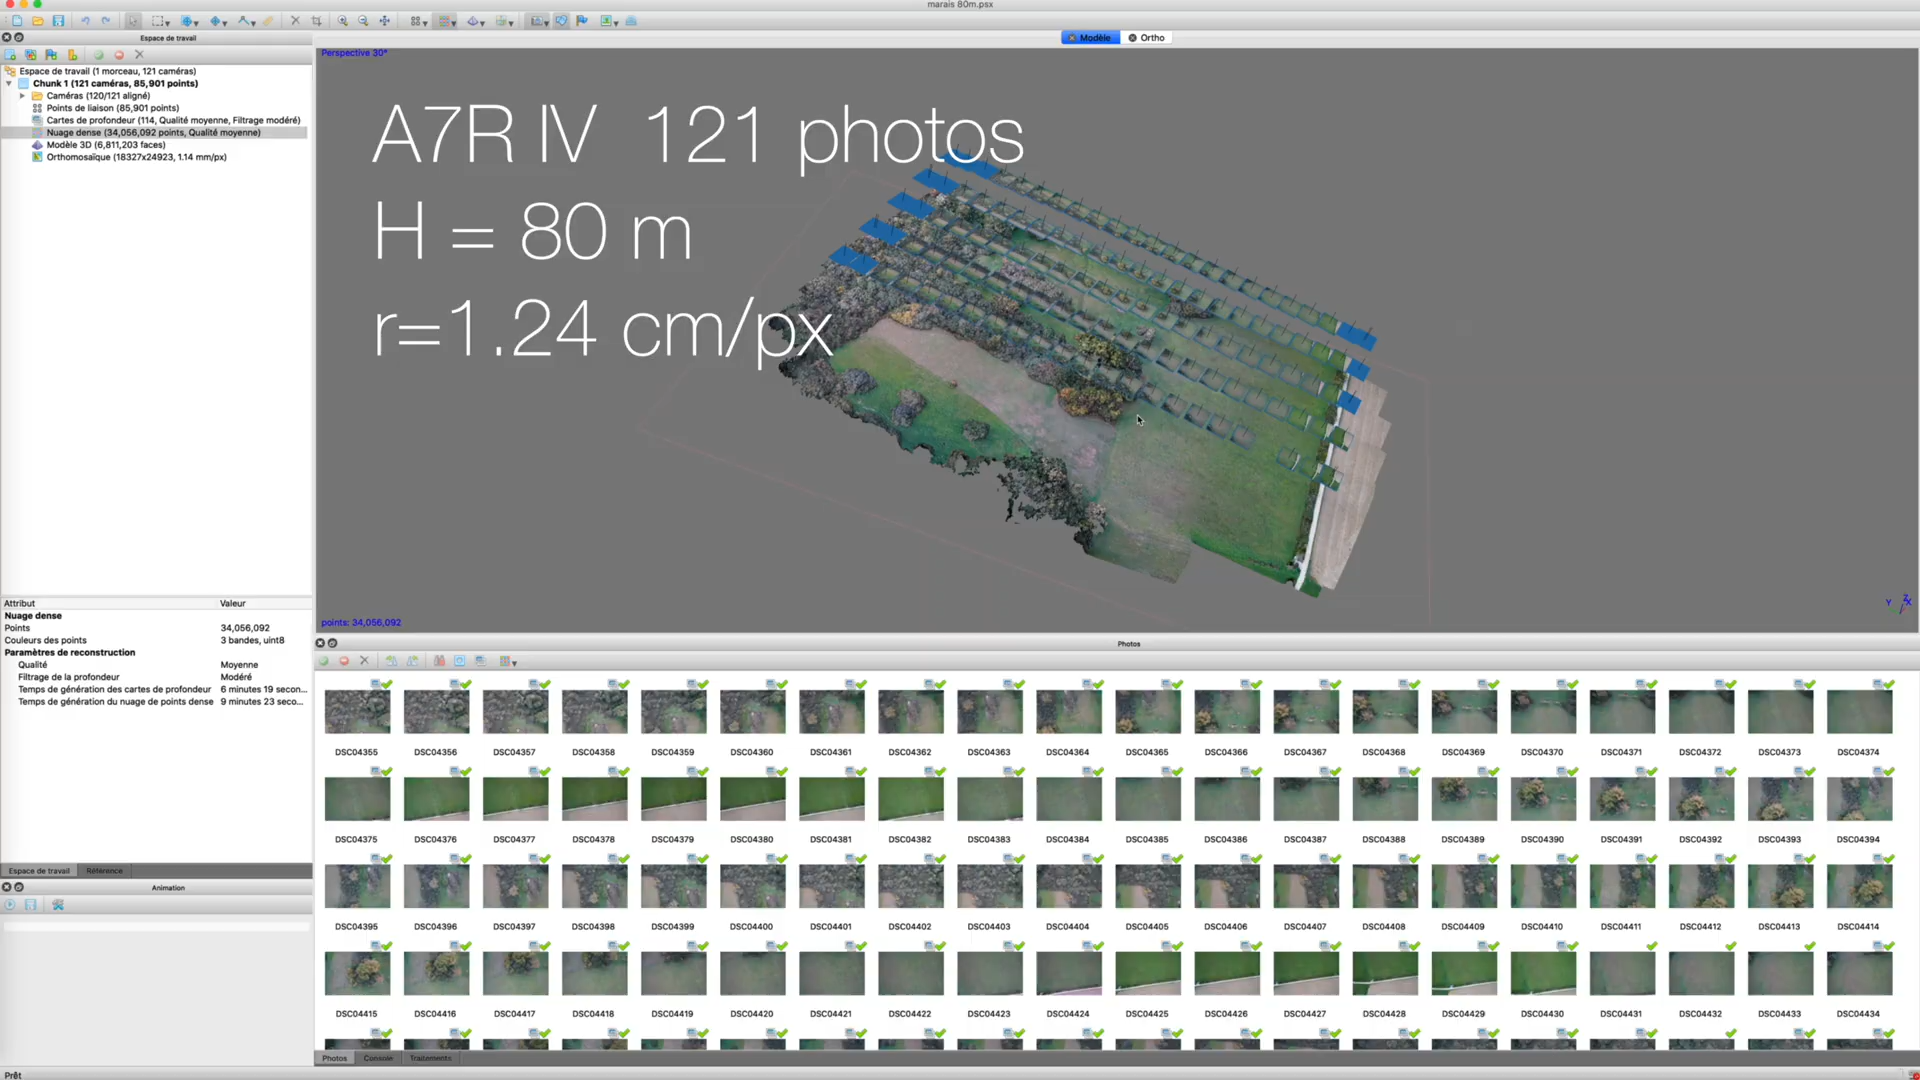 marais 80m.psx
Espace de travail
Modèle
Ortho
Perspective 30°
Espace de travail (1 morceau, 121 caméras)
Chunk 1 (121 caméras, 85,901 points)
Caméras (120/121 aligné)
Points de liaison (85,901 points)
Cartes de profondeur (114, Qualité moyenne, Filtrage modéré)
Nuage dense (34,056,092 points, Qualité moyenne)
Modèle 3D (6,811,203 faces)
Orthomosaïque (18327x24923, 1.14 mm/px)
A7R IV 121 photos
H = 80 m
r=1.24 cm/px
Attribut Valeur
Nuage dense
Points 34,056,092
Couleurs des points 3 bandes, uint8
Paramètres de reconstruction
Qualité Moyenne
Filtrage de la profondeur Modéré
Temps de génération des cartes de profondeur 6 minutes 19 secon...
Temps de génération du nuage de points dense 9 minutes 23 seco...
Espace de travail Référence
Animation
points: 34,056,092
Y Z X
Photos
DSC04355 DSC04356 DSC04357 DSC04358 DSC04359 DSC04360 DSC04361 DSC04362 DSC04363 DSC04364 DSC04365 DSC04366 DSC04367 DSC04368 DSC04369 DSC04370 DSC04371 DSC04372 DSC04373 DSC04374
DSC04375 DSC04376 DSC04377 DSC04378 DSC04379 DSC04380 DSC04381 DSC04382 DSC04383 DSC04384 DSC04385 DSC04386 DSC04387 DSC04388 DSC04389 DSC04390 DSC04391 DSC04392 DSC04393 DSC04394
DSC04395 DSC04396 DSC04397 DSC04398 DSC04399 DSC04400 DSC04401 DSC04402 DSC04403 DSC04404 DSC04405 DSC04406 DSC04407 DSC04408 DSC04409 DSC04410 DSC04411 DSC04412 DSC04413 DSC04414
DSC04415 DSC04416 DSC04417 DSC04418 DSC04419 DSC04420 DSC04421 DSC04422 DSC04423 DSC04424 DSC04425 DSC04426 DSC04427 DSC04428 DSC04429 DSC04430 DSC04431 DSC04432 DSC04433 DSC04434
Photos Console Traitements
Prêt